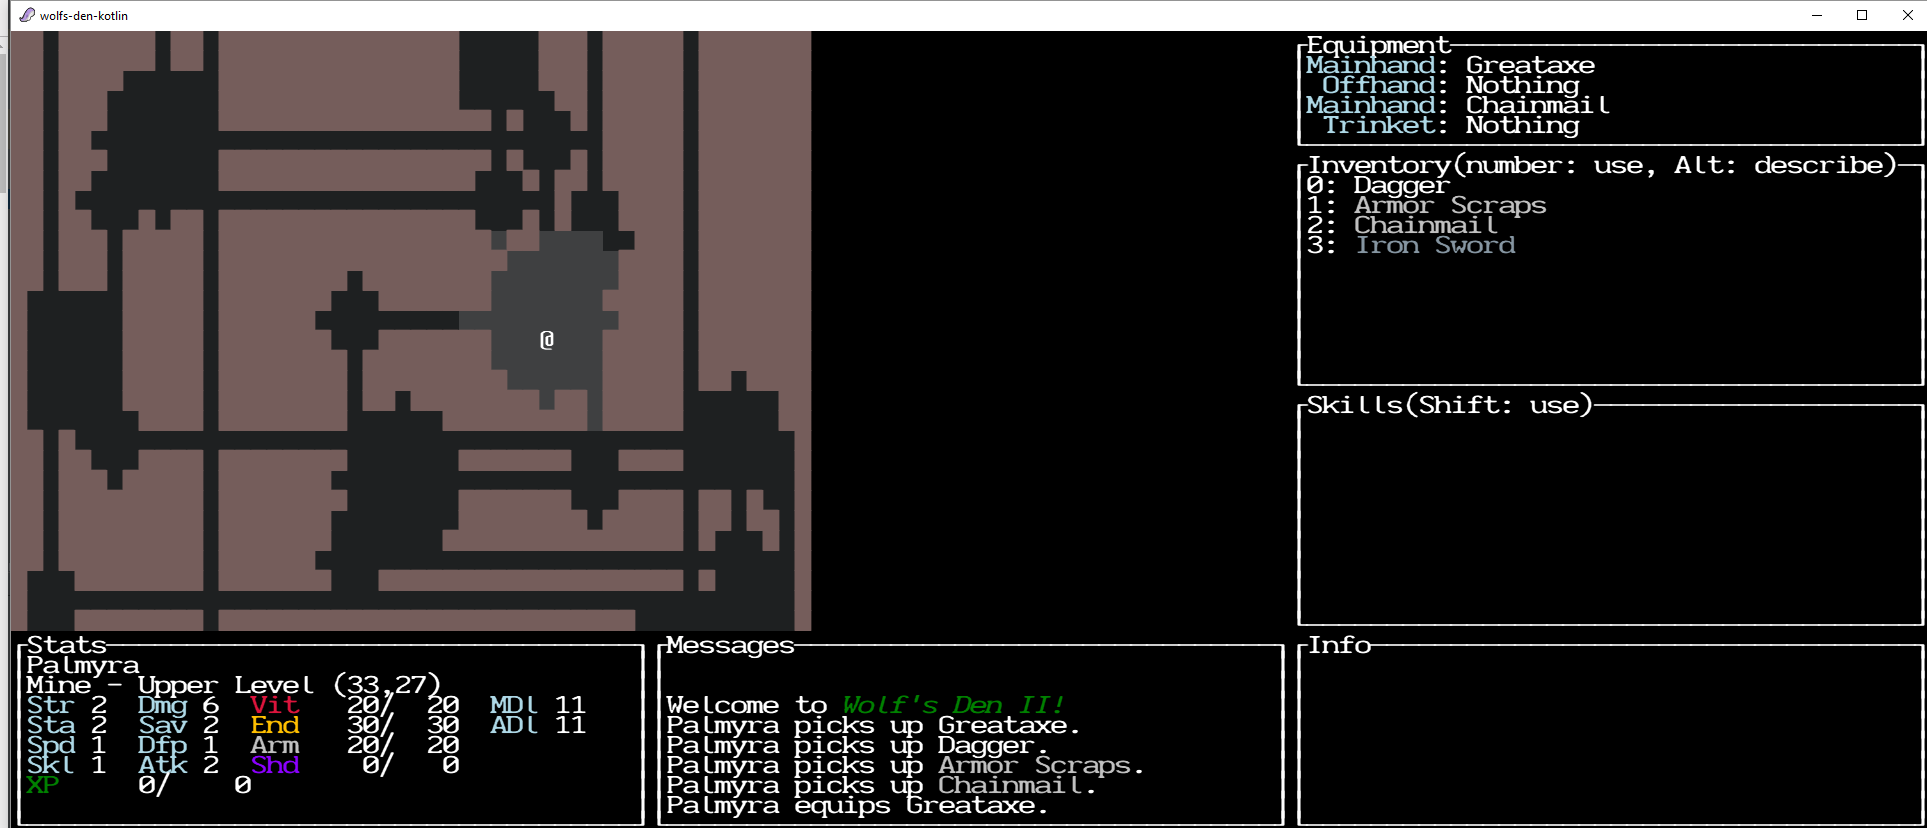 wolfs-den-kotlin
@
Equipment
Mainhand: Greataxe
Offhand: Nothing
Mainhand: Chainmail
Trinket: Nothing
Inventory(number: use, Alt: describe)
0: Dagger
1: Armor Scraps
2: Chainmail
3: Iron Sword
Skills(Shift: use)
Stats
Palmyra
Mine - Upper Level (33,27)
Str 2 Dmg 6 Vit 20/ 20 MDl 11
Sta 2 Sav 2 End 30/ 30 ADl 11
Spd 1 Dfp 1 Arm 20/ 20
Skl 1 Atk 2 Shd 0/ 0
XP 0/ 0
Messages
Welcome to Wolf's Den II!
Palmyra picks up Greataxe.
Palmyra picks up Dagger.
Palmyra picks up Armor Scraps.
Palmyra picks up Chainmail.
Palmyra equips Greataxe.
Info